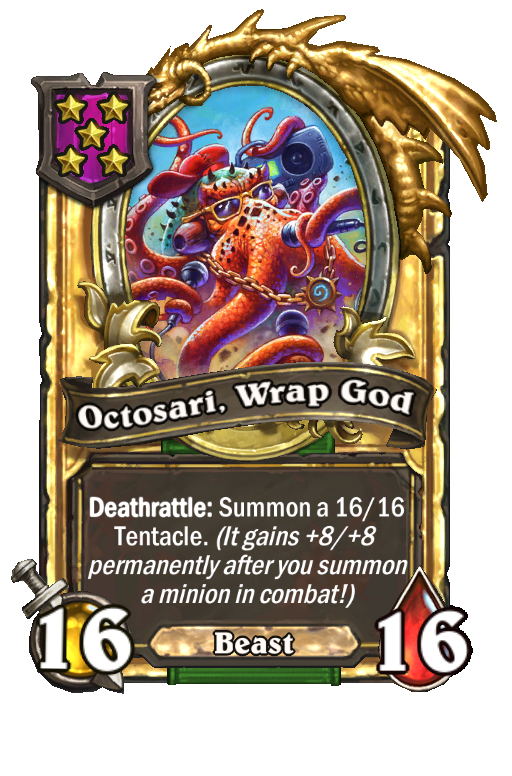 Octosari, Wrap God
Deathrattle: Summon a 16/16
Tentacle. (It gains +8/+8
permanently after you summon
a minion in combat!)
16
Beast
16